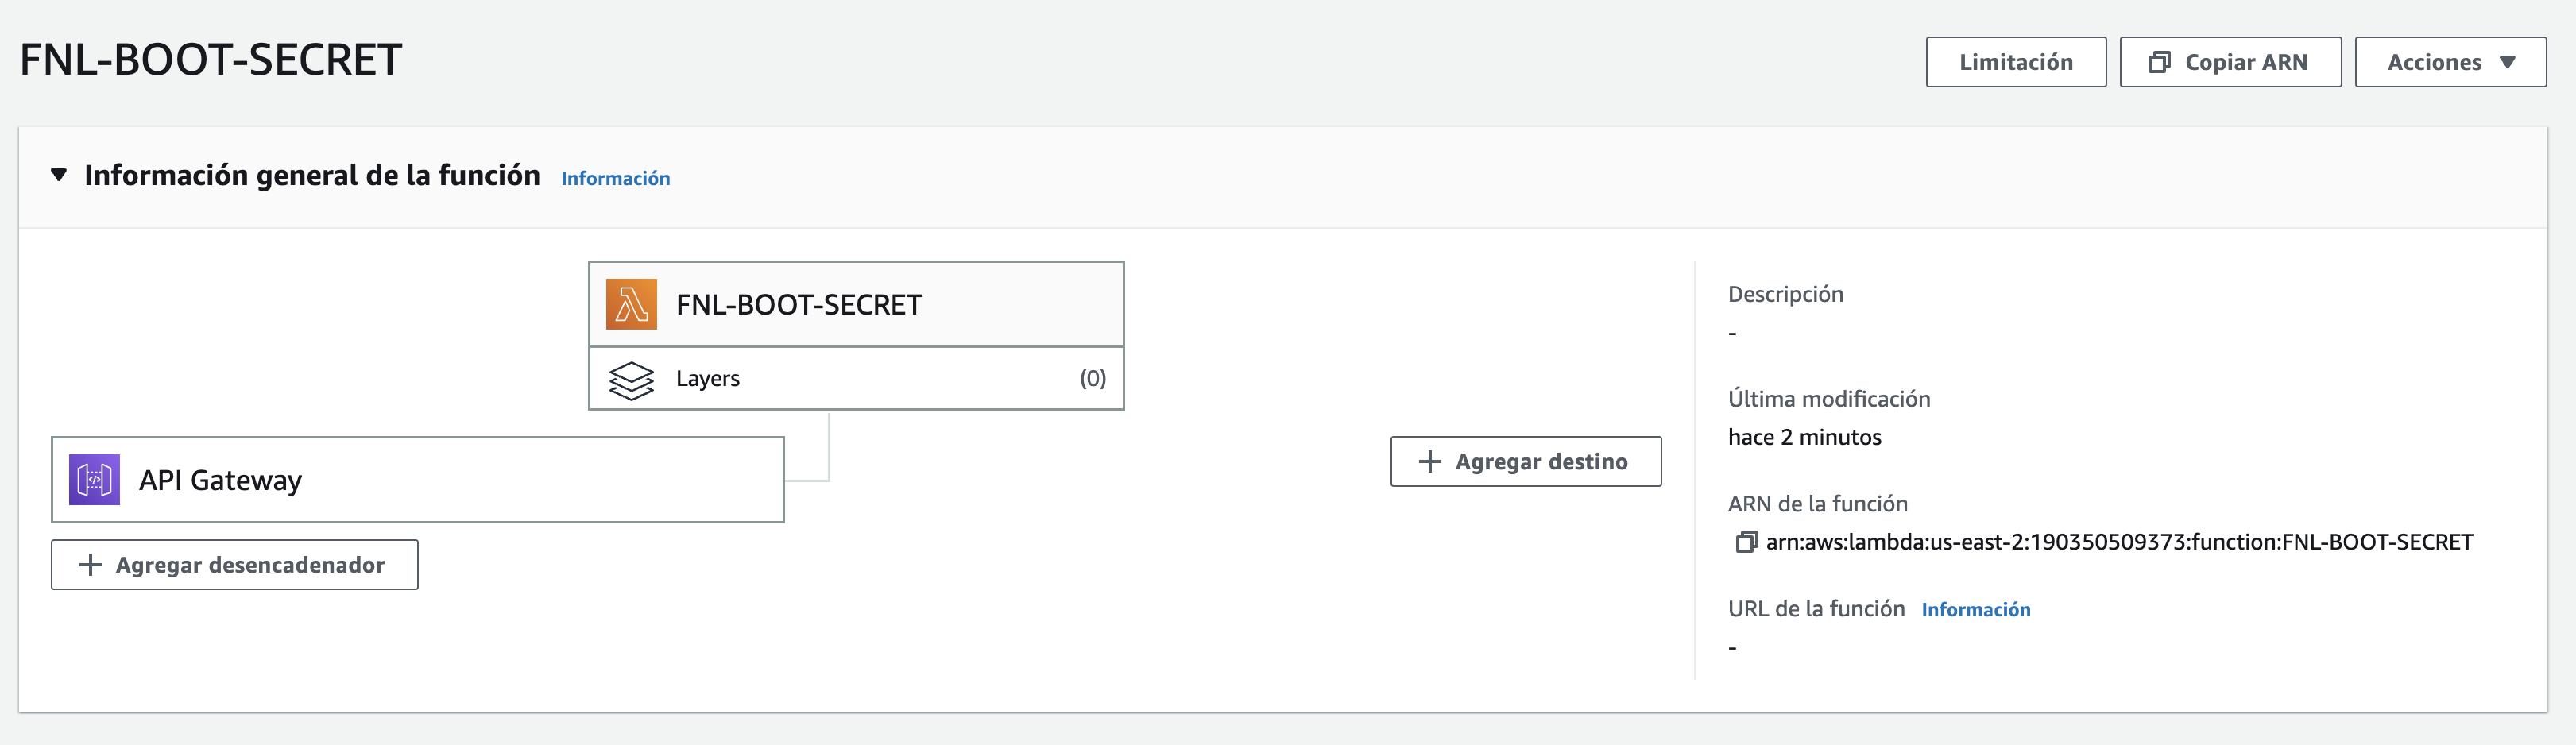 FNL-BOOT-SECRET
Limitación
Copiar ARN
Acciones
Información general de la función Información
FNL-BOOT-SECRET
Layers (0)
API Gateway
Agregar desencadenador
Agregar destino
Descripción
-
Última modificación
hace 2 minutos
ARN de la función
arn:aws:lambda:us-east-2:190350509373:function:FNL-BOOT-SECRET
URL de la función Información
-